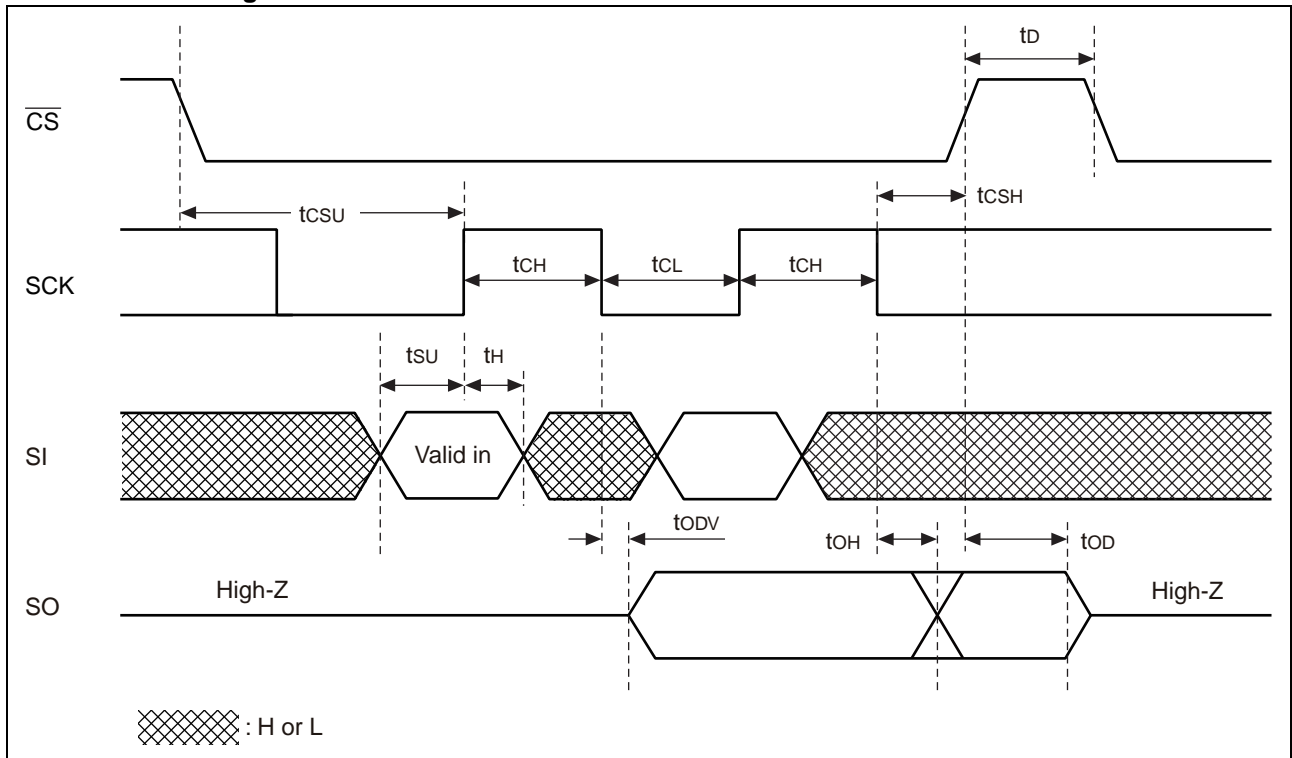 tD
CS
tCSH
tCSU
SCK
tCH
tCL
tCH
tSU
tH
SI
Valid in
tODV
tOH
tOD
SO
High-Z
High-Z
: H or L